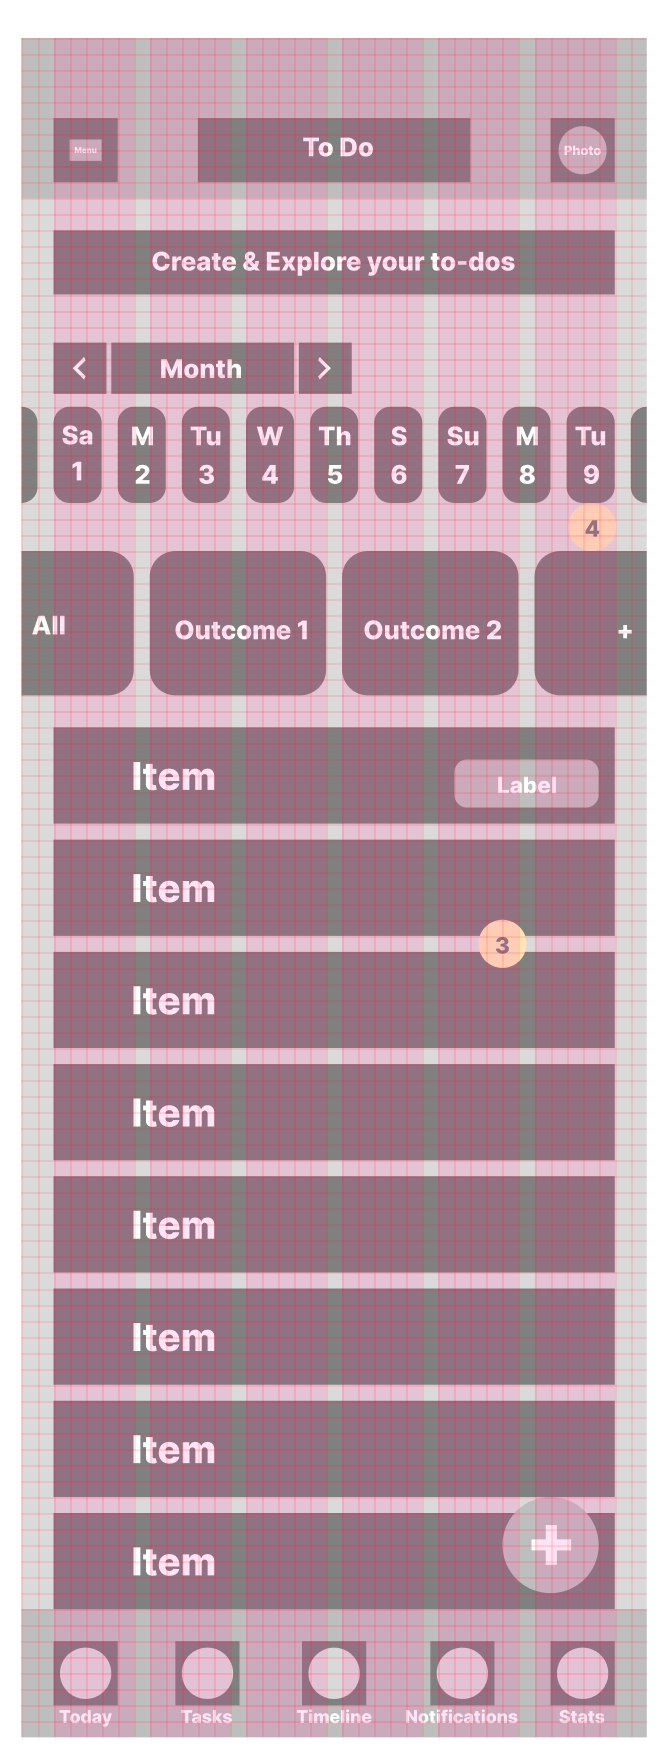 Menu
To Do
Photo
Create & Explore your to-dos
< Month >
Sa M Tu W Th S Su M Tu
1 2 3 4 5 6 7 8 9
4
All Outcome 1 Outcome 2 +
Item Label
Item
3
Item
Item
Item
Item
Item
Item
+
Today Tasks Timeline Notifications Stats